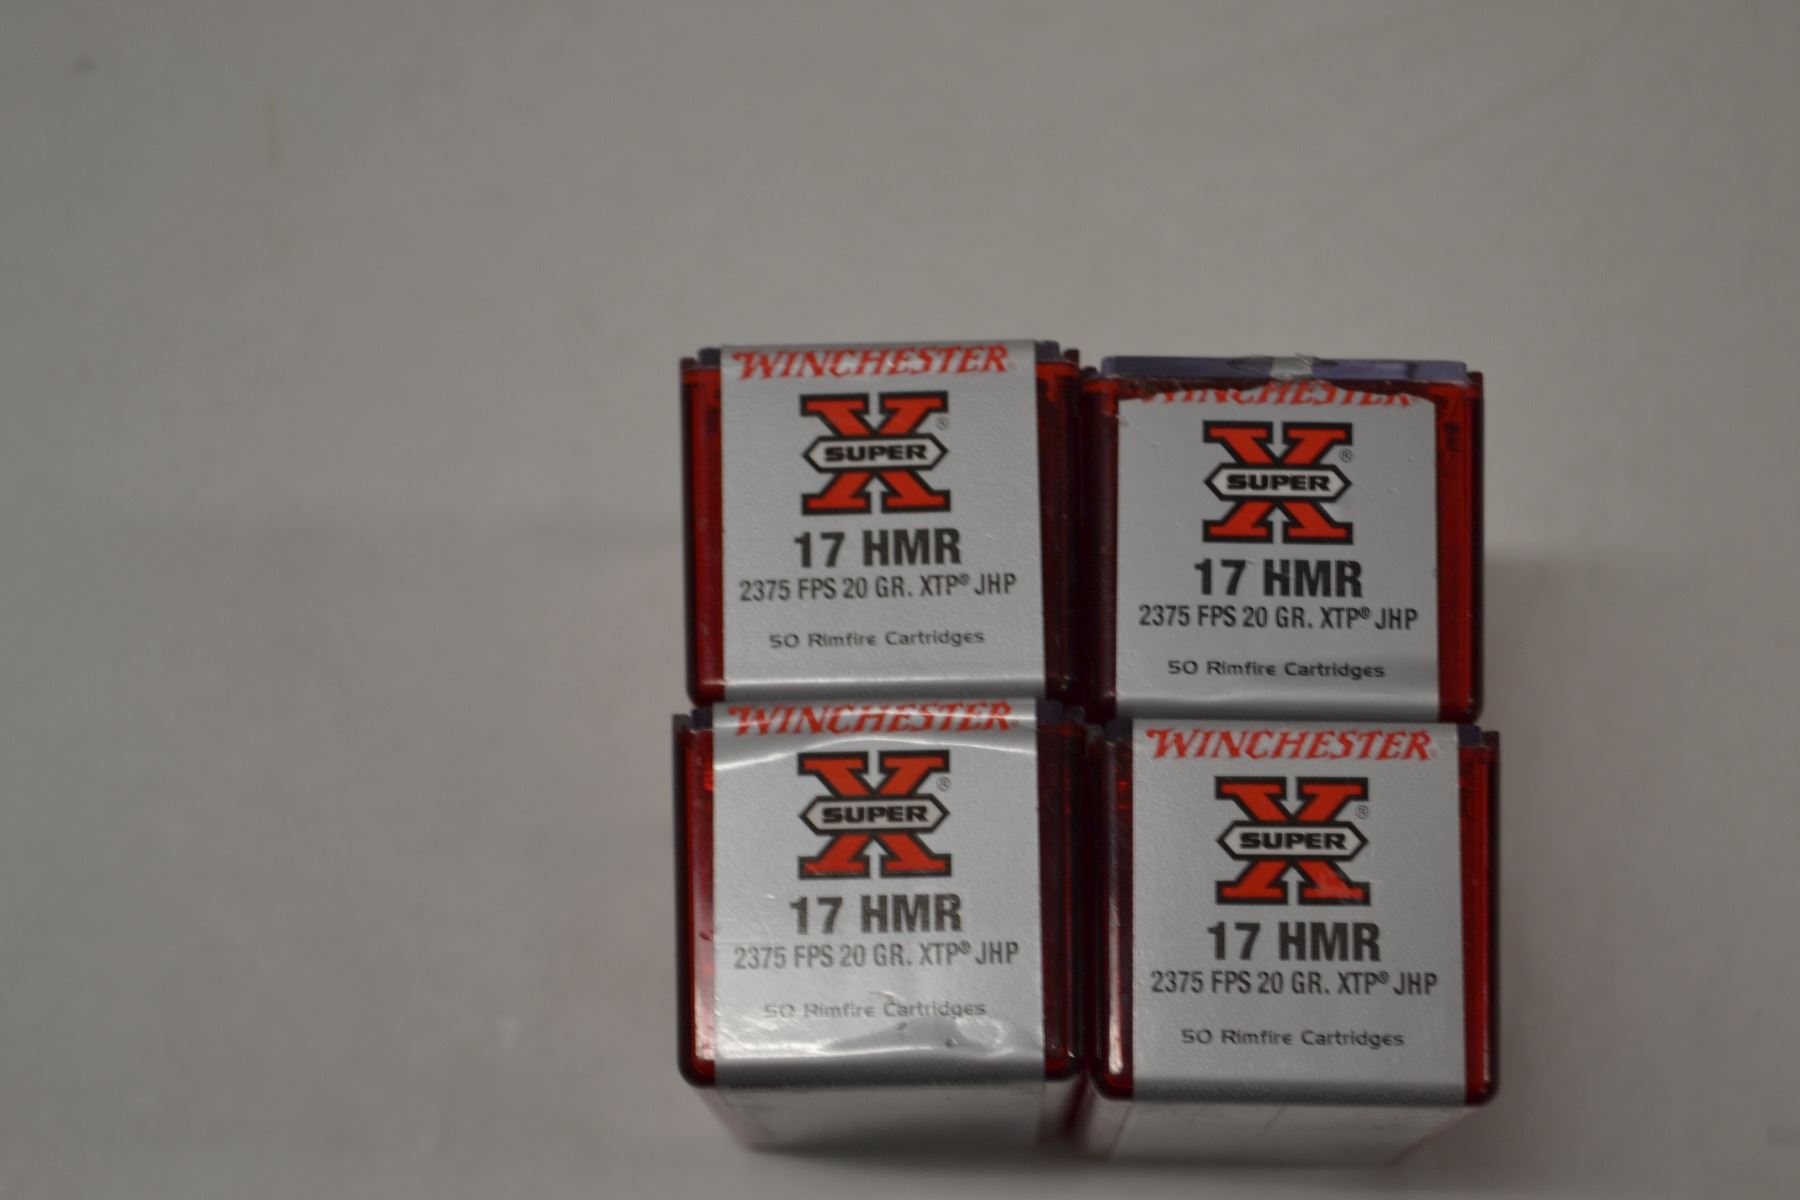 WINCHESTER
SUPER X ®
17 HMR
2375 FPS 20 GR. XTP® JHP
50 Rimfire Cartridges
WINCHESTER
SUPER X ®
17 HMR
2375 FPS 20 GR. XTP® JHP
50 Rimfire Cartridges
WINCHESTER
SUPER X ®
17 HMR
2375 FPS 20 GR. XTP® JHP
50 Rimfire Cartridges
WINCHESTER
SUPER X ®
17 HMR
2375 FPS 20 GR. XTP® JHP
50 Rimfire Cartridges